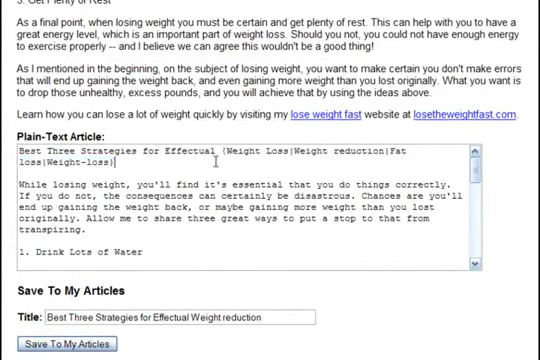 3. Get Plenty of Rest
As a final point, when losing weight you must be certain and get plenty of rest. This can help with you to have a
great energy level, which is an important part of weight loss. Should you not, you could not have enough energy
to exercise properly -- and I believe we can agree this wouldn't be a good thing!
As I mentioned in the beginning, on the subject of losing weight, you want to make certain you don't make errors
that will end up gaining the weight back, and even gaining more weight than you lost originally. What you want is
to drop those unhealthy, excess pounds, and you will achieve that by using the ideas above.
Learn how you can lose a lot of weight quickly by visiting my lose weight fast website at losetheweightfast.com.
Plain-Text Article:
Best Three Strategies for Effectual {Weight Loss|Weight reduction|Fat
loss|Weight-loss}
While losing weight, you'll find it's essential that you do things correctly.
If you do not, the consequences can certainly be disastrous. Chances are you'll
end up gaining the weight back, or maybe gaining more weight than you lost
originally. Allow me to share three great ways to put a stop to that from
transpiring.
1. Drink Lots of Water
Save To My Articles
Title: Best Three Strategies for Effectual Weight reduction
Save To My Articles